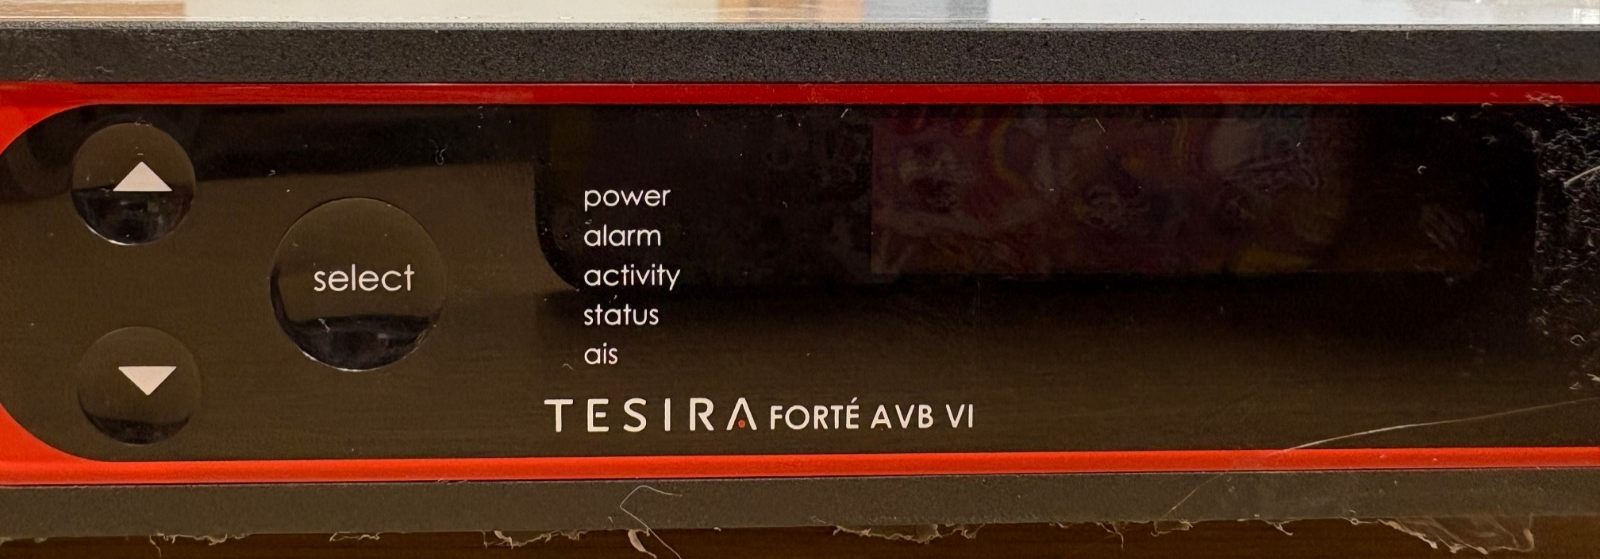 select
power
alarm
activity
status
ais
TESIRA FORTÉ AVB VI